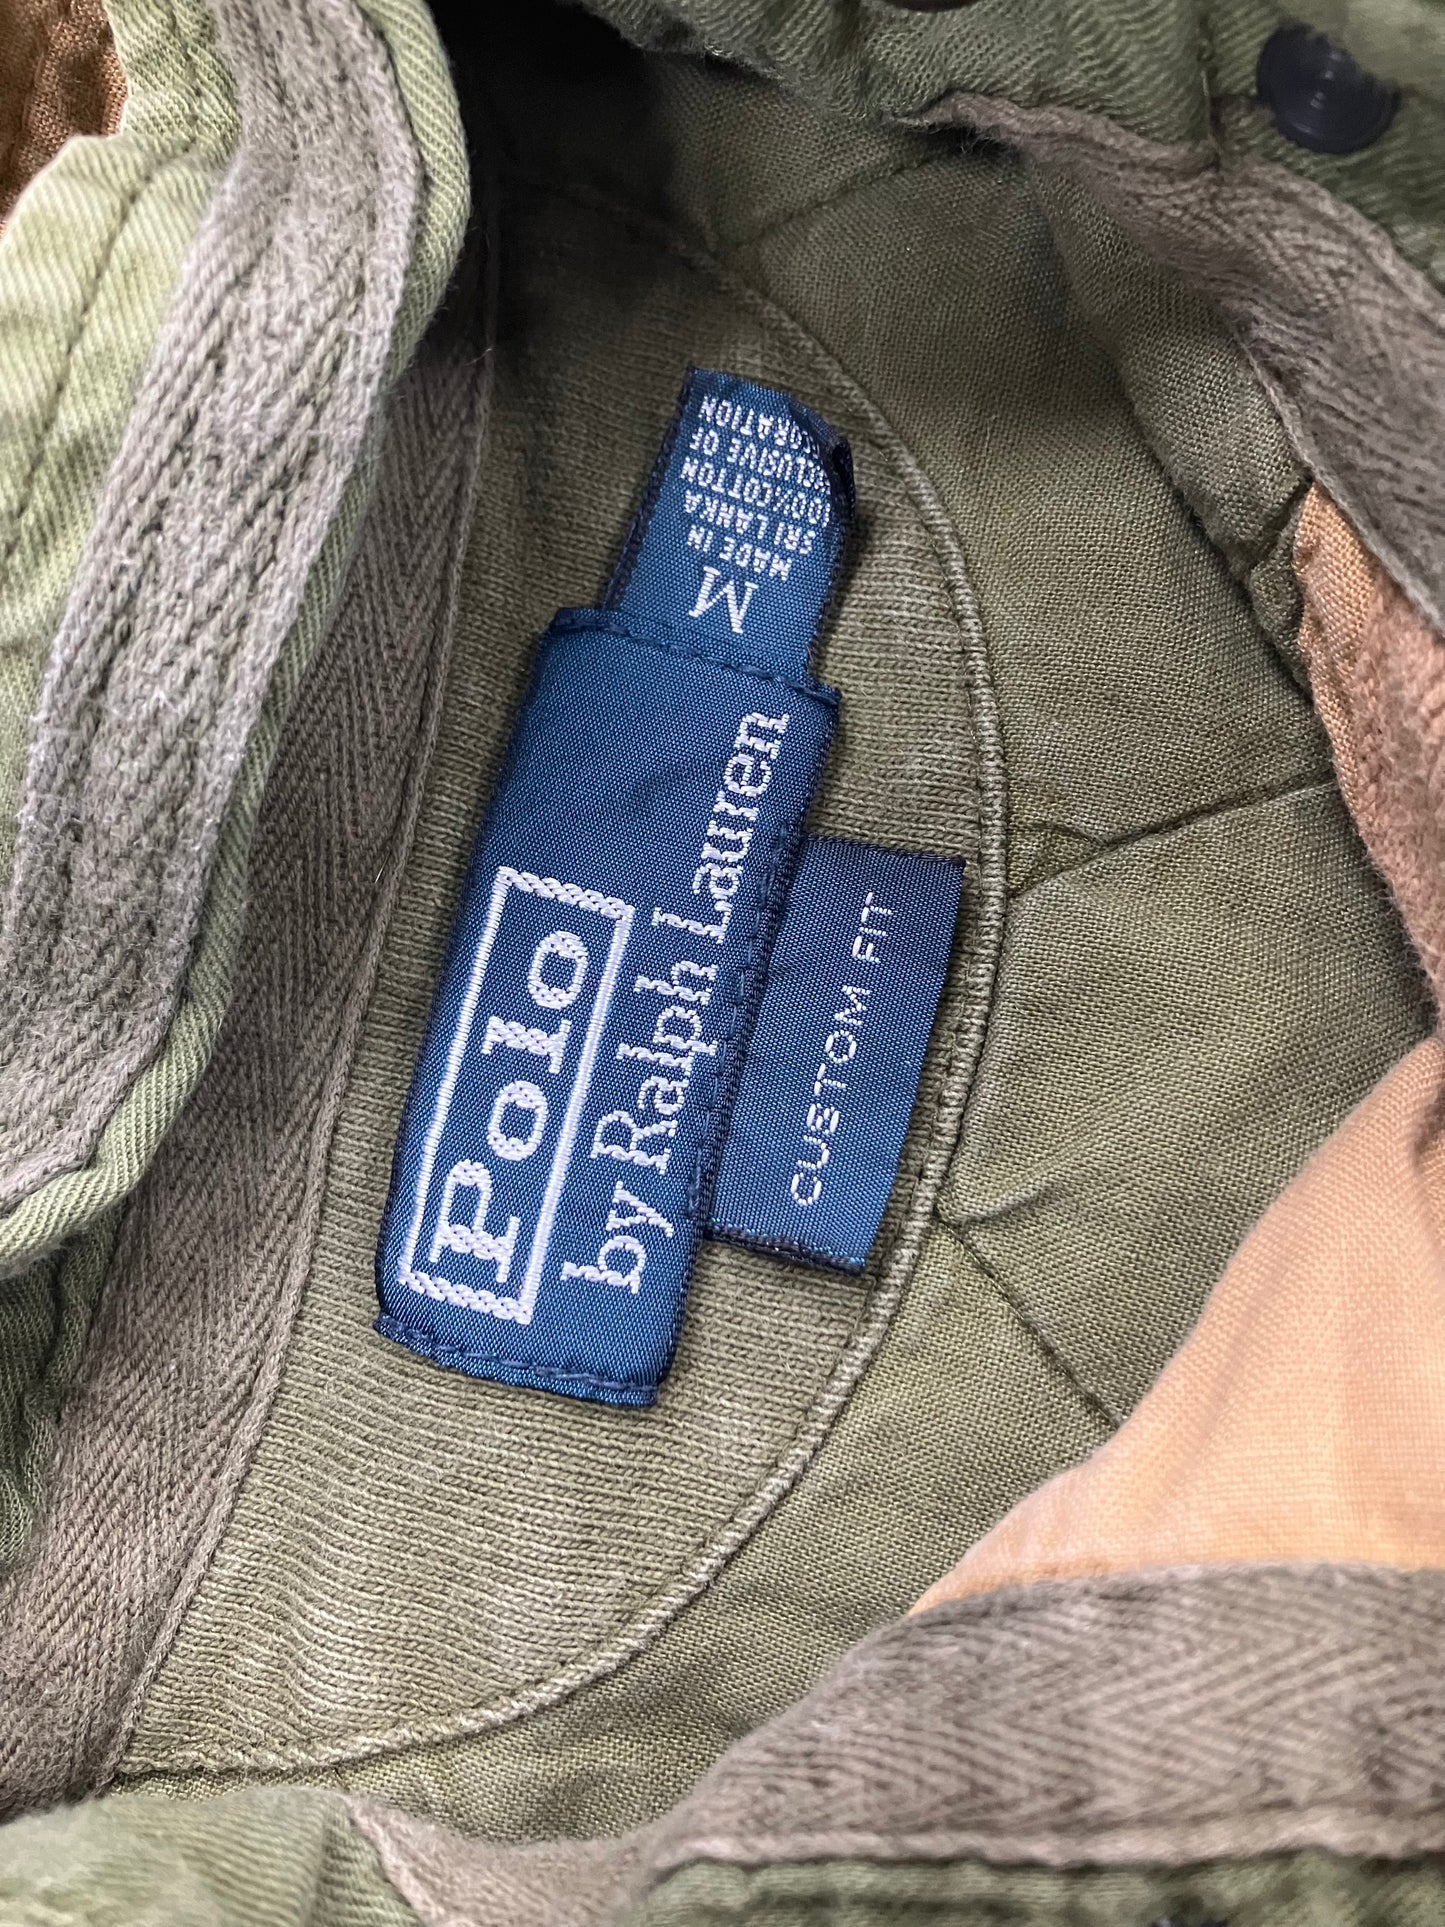 Polo
by Ralph Lauren
CUSTOM FIT
M
MADE IN
SRI LANKA
100% COTTON
EXCLUSIVE OF
DECORATION